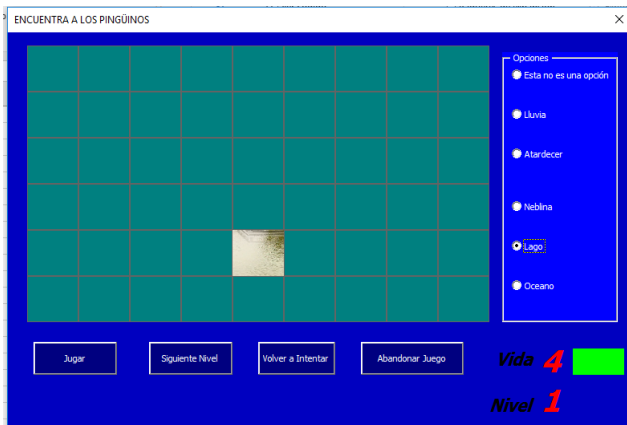 ENCUENTRA A LOS PINGÜINOS
Opciones
Esta no es una opción
Lluvia
Atardecer
Neblina
Lago
Oceano
Jugar
Siguiente Nivel
Volver a Intentar
Abandonar Juego
Vida 4
Nivel 1